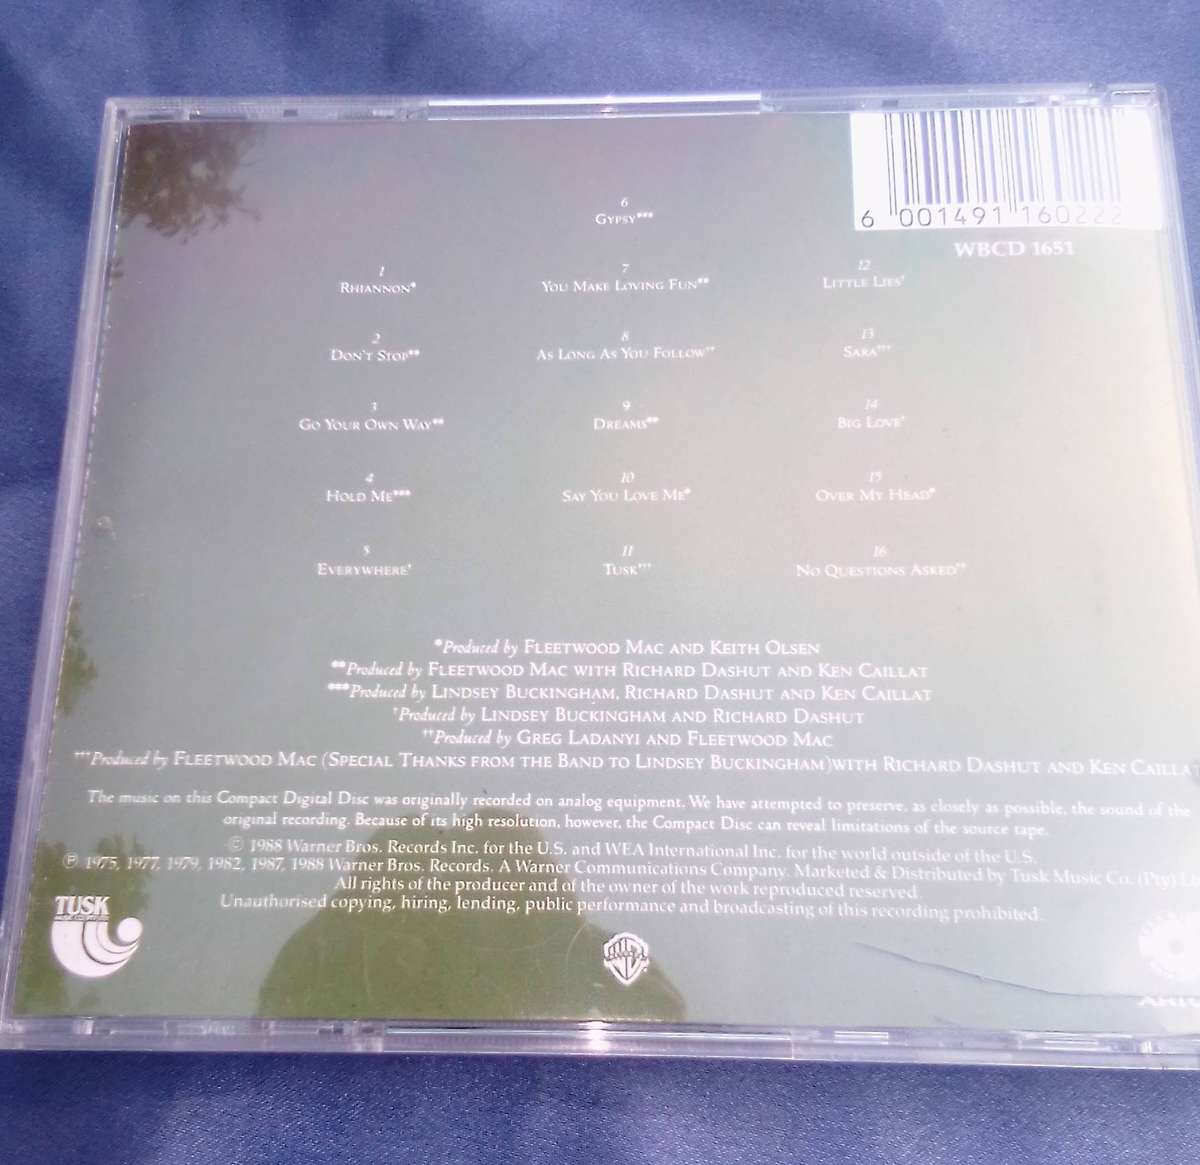 6 001491 160222
WBCD 1651
1
RHIANNON*
2
DON'T STOP**
3
GO YOUR OWN WAY**
4
HOLD ME***
5
EVERYWHERE†
6
GYPSY***
7
YOU MAKE LOVING FUN**
8
AS LONG AS YOU FOLLOW††
9
DREAMS**
10
SAY YOU LOVE ME*
11
TUSK†††
12
LITTLE LIES†
13
SARA†††
14
BIG LOVE†
15
OVER MY HEAD*
16
NO QUESTIONS ASKED††
*Produced by FLEETWOOD MAC AND KEITH OLSEN
**Produced by FLEETWOOD MAC WITH RICHARD DASHUT AND KEN CAILLAT
***Produced by LINDSEY BUCKINGHAM, RICHARD DASHUT AND KEN CAILLAT
†Produced by LINDSEY BUCKINGHAM AND RICHARD DASHUT
††Produced by GREG LADANYI AND FLEETWOOD MAC
†††Produced by FLEETWOOD MAC (SPECIAL THANKS FROM THE BAND TO LINDSEY BUCKINGHAM)WITH RICHARD DASHUT AND KEN CAILLAT
The music on this Compact Digital Disc was originally recorded on analog equipment. We have attempted to preserve, as closely as possible, the sound of the
original recording. Because of its high resolution, however, the Compact Disc can reveal limitations of the source tape.
© 1988 Warner Bros. Records Inc. for the U.S. and WEA International Inc. for the world outside of the U.S.
℗ 1975, 1977, 1979, 1982, 1987, 1988 Warner Bros. Records. A Warner Communications Company. Marketed & Distributed by Tusk Music Co. (Pty)
All rights of the producer and of the owner of the work reproduced reserved.
Unauthorised copying, hiring, lending, public performance and broadcasting of this recording prohibited.
TUSK